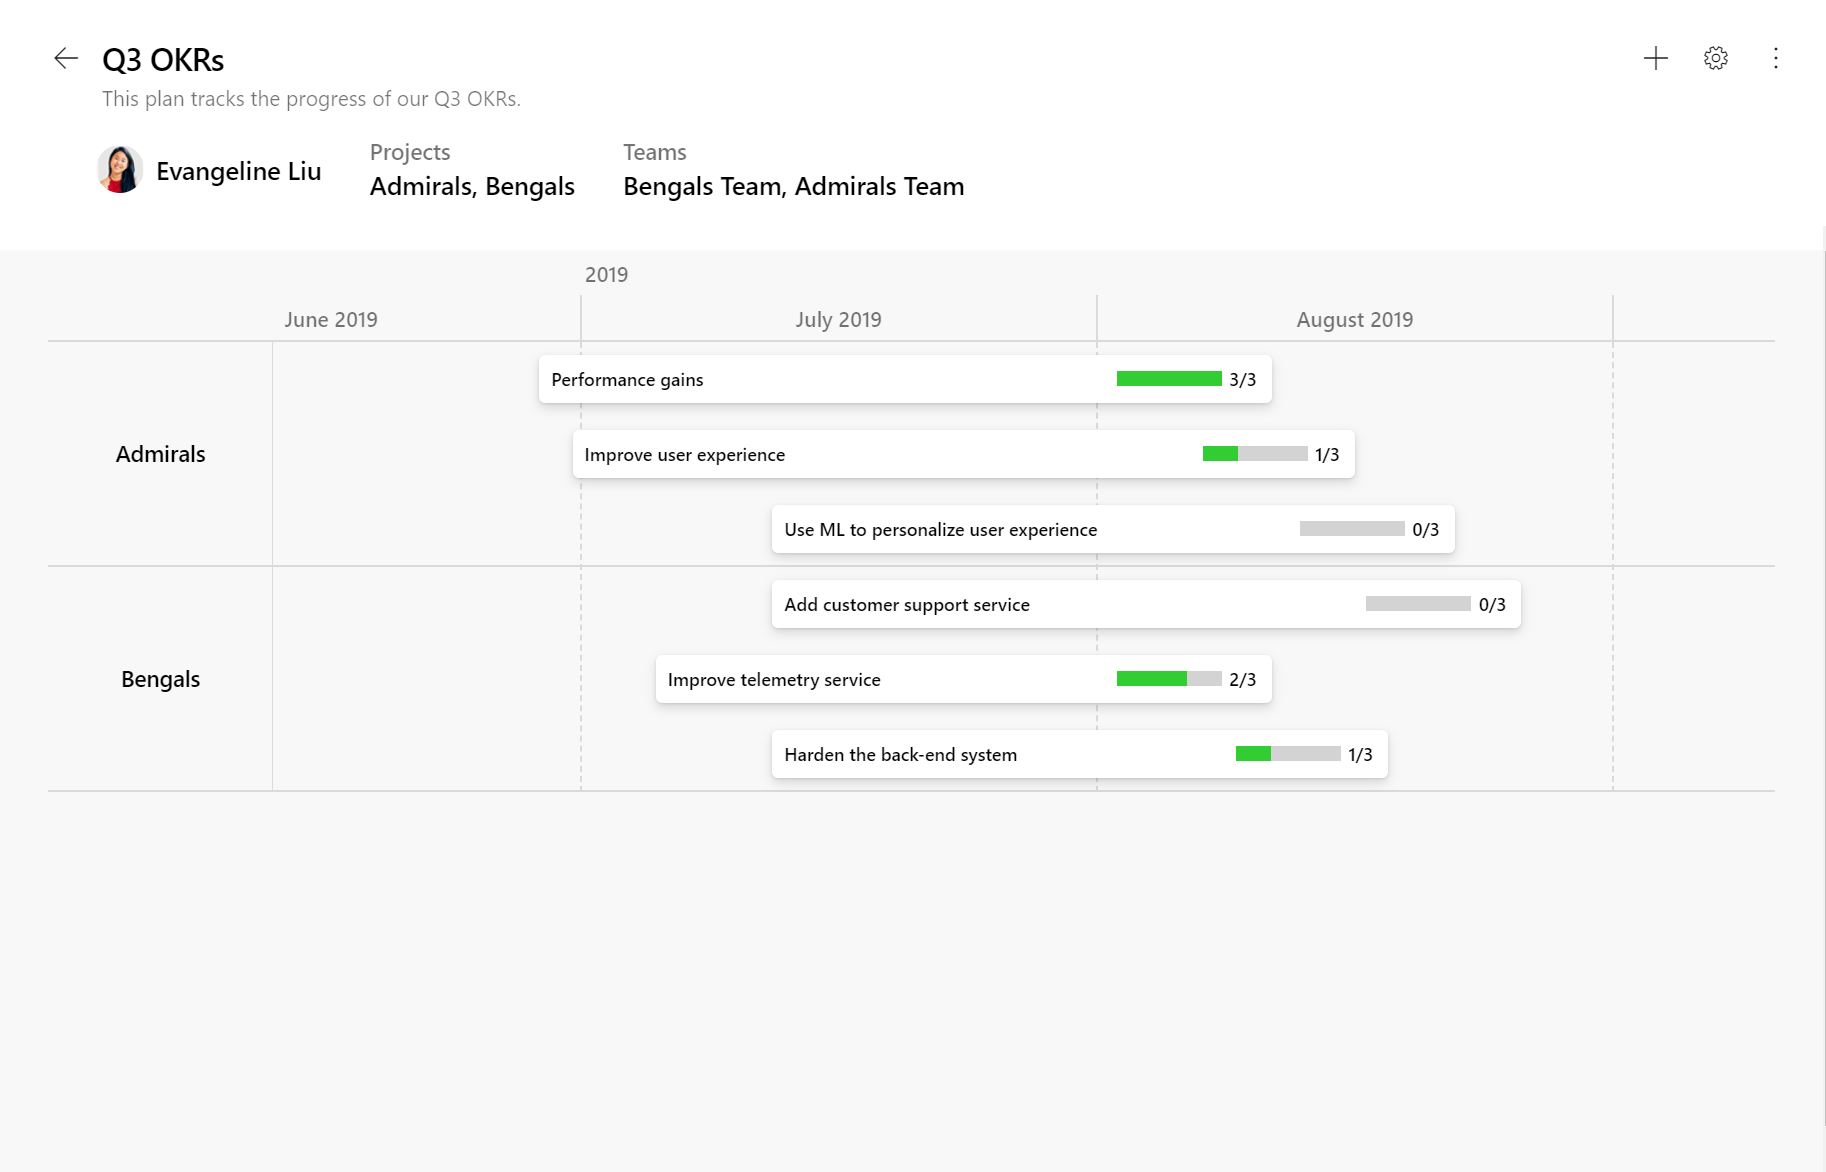 Q3 OKRs
This plan tracks the progress of our Q3 OKRs.
Evangeline Liu
Projects
Admirals, Bengals
Teams
Bengals Team, Admirals Team
2019
June 2019
July 2019
August 2019
Admirals
Performance gains 3/3
Improve user experience 1/3
Use ML to personalize user experience 0/3
Bengals
Add customer support service 0/3
Improve telemetry service 2/3
Harden the back-end system 1/3